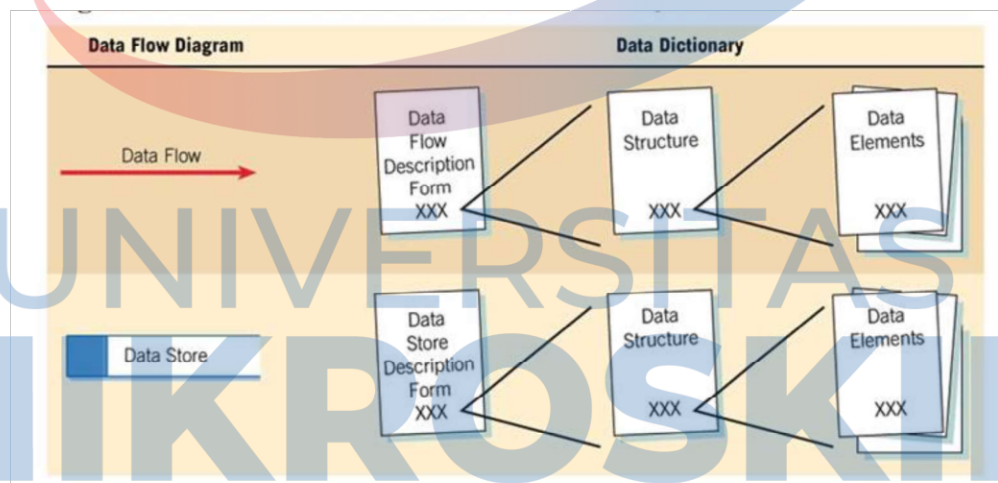 Data Flow Diagram
Data Dictionary
Data Flow
Data
Flow
Description
Form
XXX
Data
Structure
XXX
Data
Elements
XXX
UNIVERSITAS
Data Store
Data
Store
Description
Form
XXX
Data
Structure
XXX
Data
Elements
XXX
MIKROSKIL